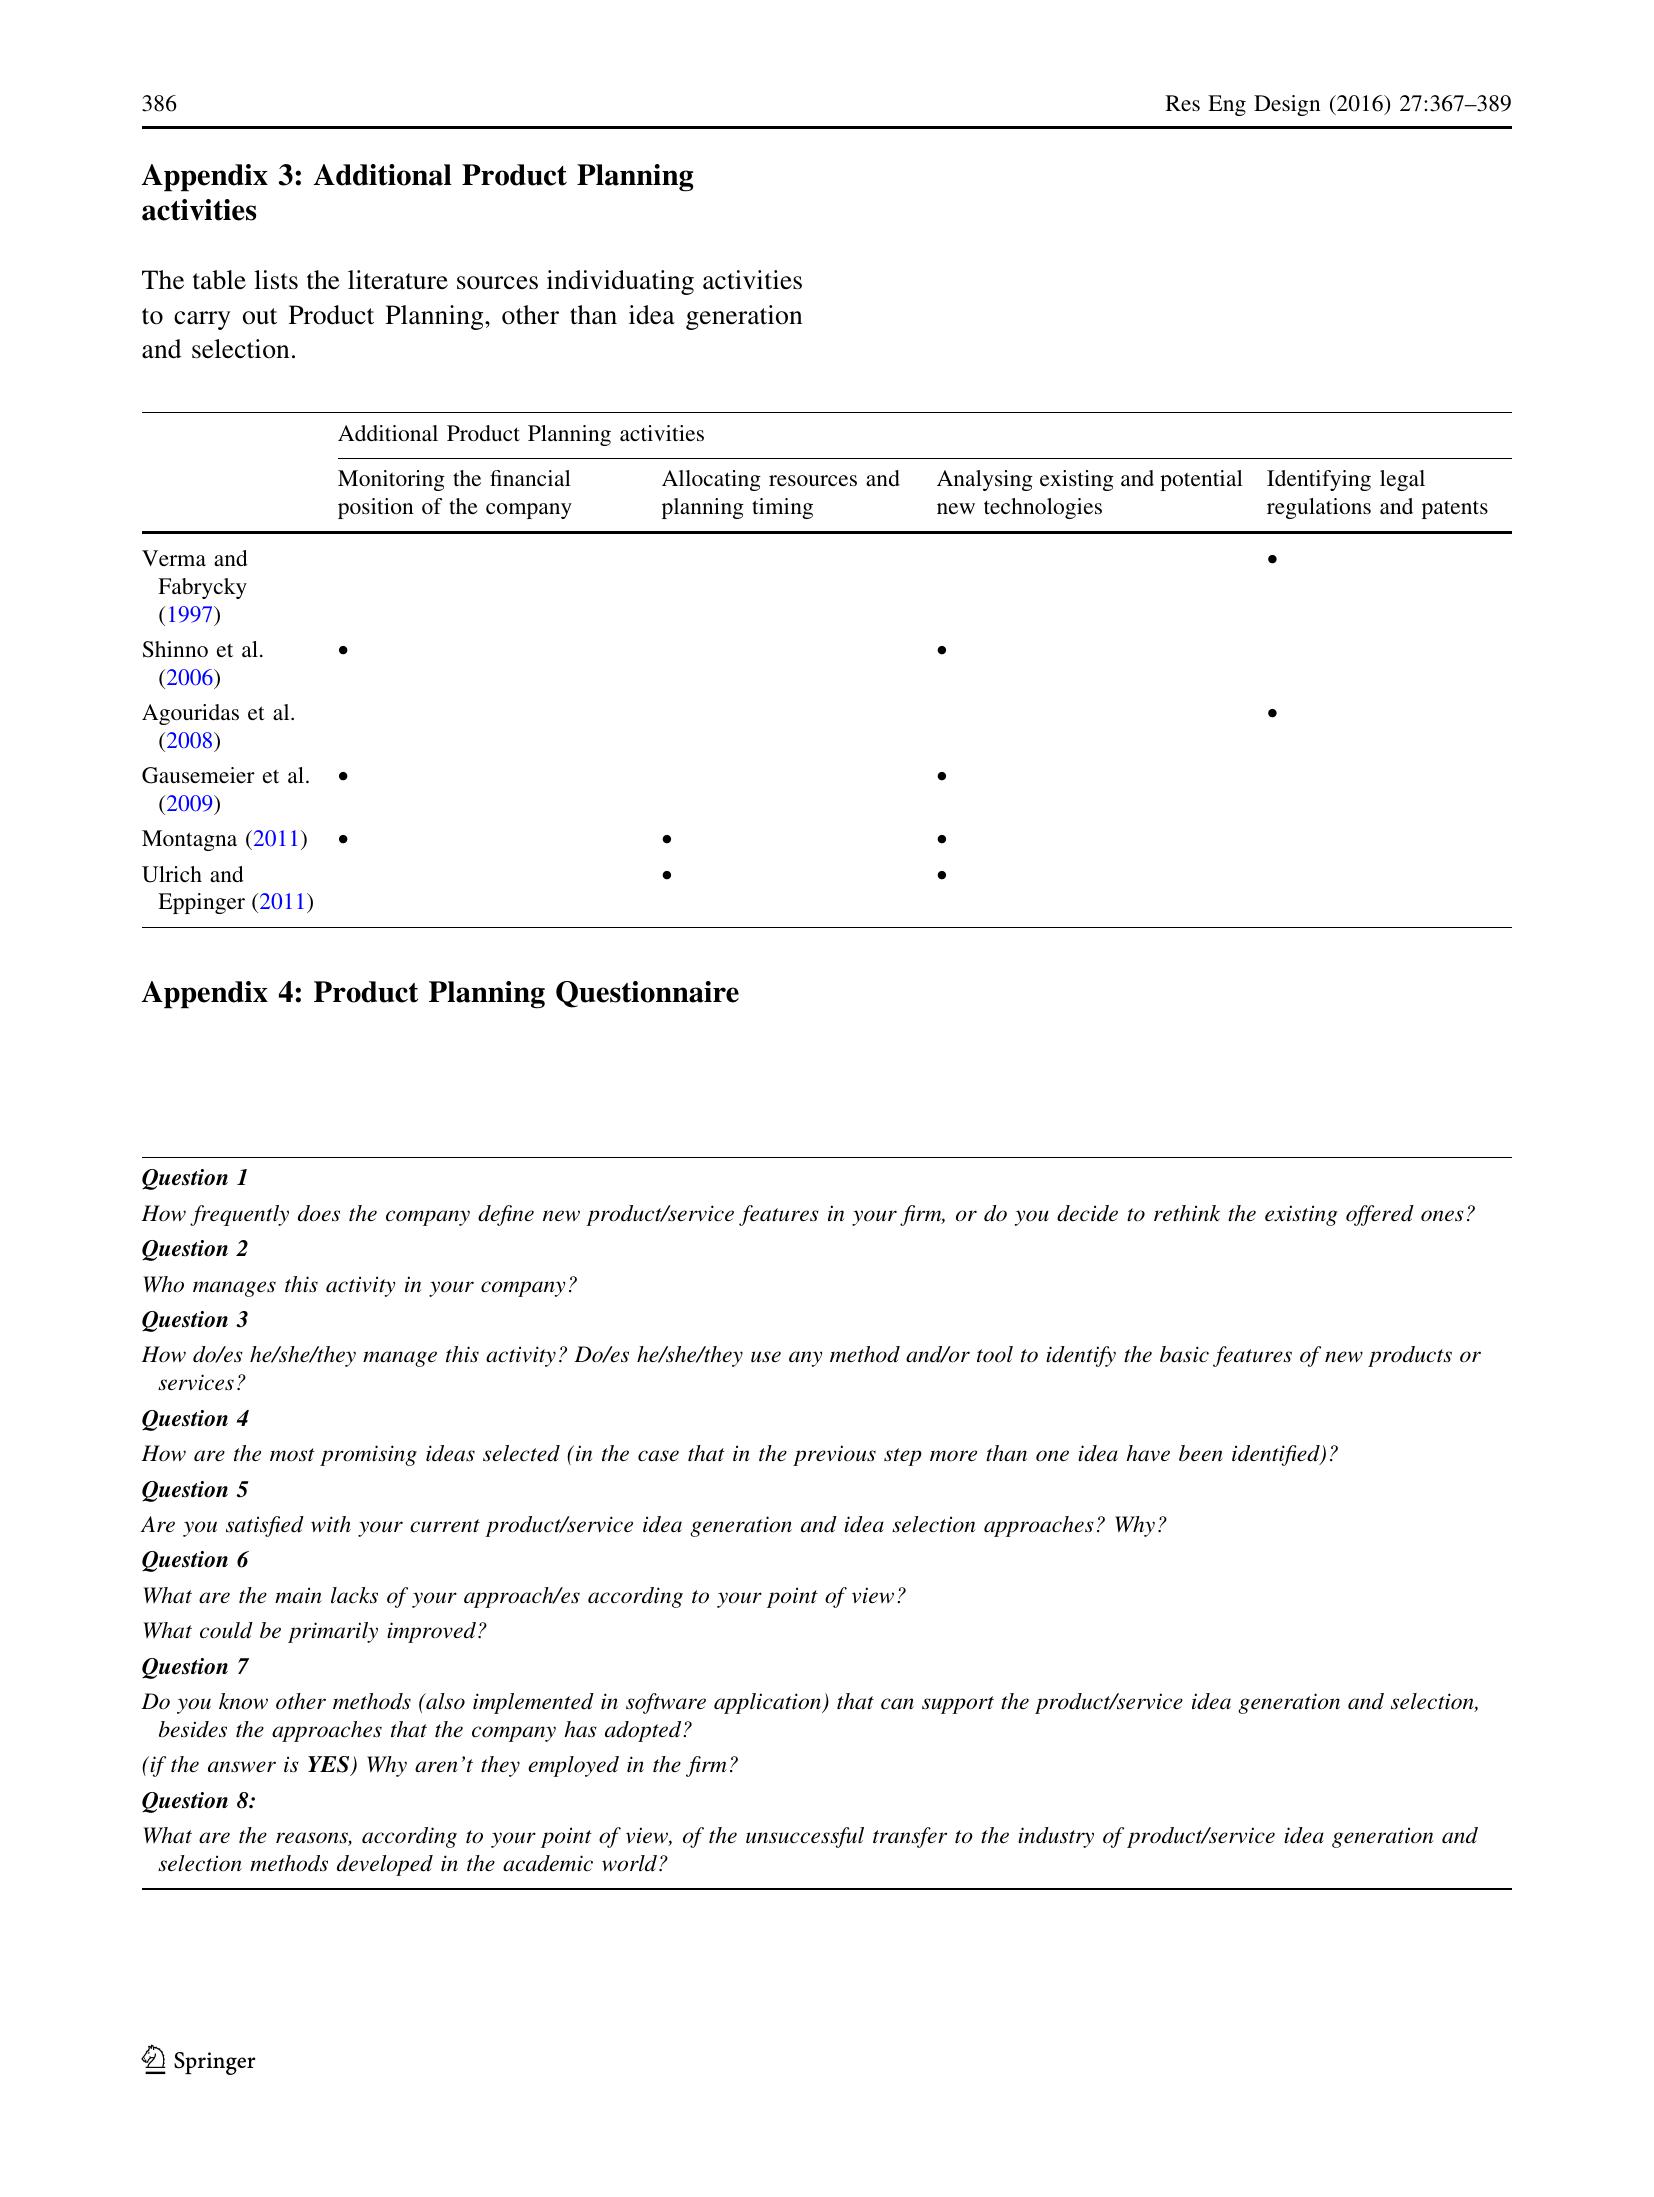 386
Res Eng Design (2016) 27:367–389
Appendix 3: Additional Product Planning
activities
The table lists the literature sources individuating activities
to carry out Product Planning, other than idea generation
and selection.
Additional Product Planning activities
Monitoring the financial
position of the company
Allocating resources and
planning timing
Analysing existing and potential
new technologies
Identifying legal
regulations and patents
Verma and
Fabrycky
(1997)
•
Shinno et al.
(2006)
• •
Agouridas et al.
(2008)
•
Gausemeier et al.
(2009)
• •
Montagna (2011) • • •
Ulrich and
Eppinger (2011)
• •
Appendix 4: Product Planning Questionnaire
Question 1
How frequently does the company define new product/service features in your firm, or do you decide to rethink the existing offered ones?
Question 2
Who manages this activity in your company?
Question 3
How do/es he/she/they manage this activity? Do/es he/she/they use any method and/or tool to identify the basic features of new products or
services?
Question 4
How are the most promising ideas selected (in the case that in the previous step more than one idea have been identified)?
Question 5
Are you satisfied with your current product/service idea generation and idea selection approaches? Why?
Question 6
What are the main lacks of your approach/es according to your point of view?
What could be primarily improved?
Question 7
Do you know other methods (also implemented in software application) that can support the product/service idea generation and selection,
besides the approaches that the company has adopted?
(if the answer is YES) Why aren't they employed in the firm?
Question 8:
What are the reasons, according to your point of view, of the unsuccessful transfer to the industry of product/service idea generation and
selection methods developed in the academic world?
Springer